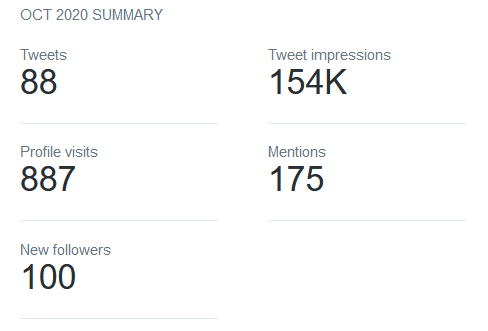 OCT 2020 SUMMARY
Tweets
88
Tweet impressions
154K
Profile visits
887
Mentions
175
New followers
100